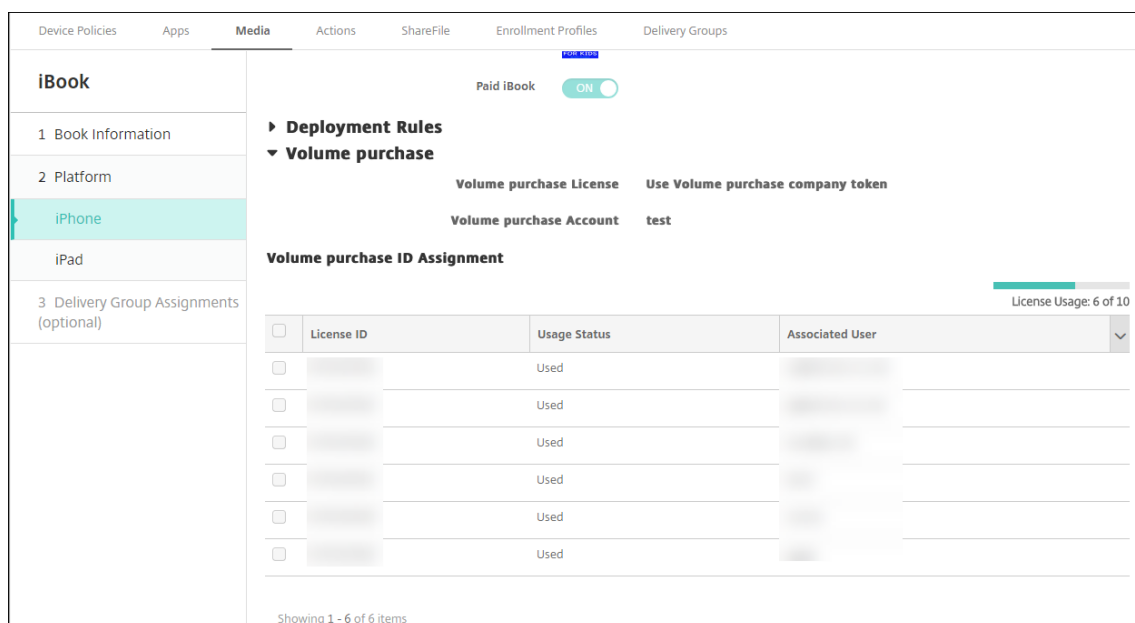 Device Policies Apps Media Actions ShareFile Enrollment Profiles Delivery Groups
iBook
1 Book Information
2 Platform
iPhone
iPad
3 Delivery Group Assignments
(optional)
FOR KIDS
Paid iBook ON
Deployment Rules
Volume purchase
Volume purchase License Use Volume purchase company token
Volume purchase Account test
Volume purchase ID Assignment
License Usage: 6 of 10
License ID Usage Status Associated User
Used
Used
Used
Used
Used
Used
Showing 1 - 6 of 6 items